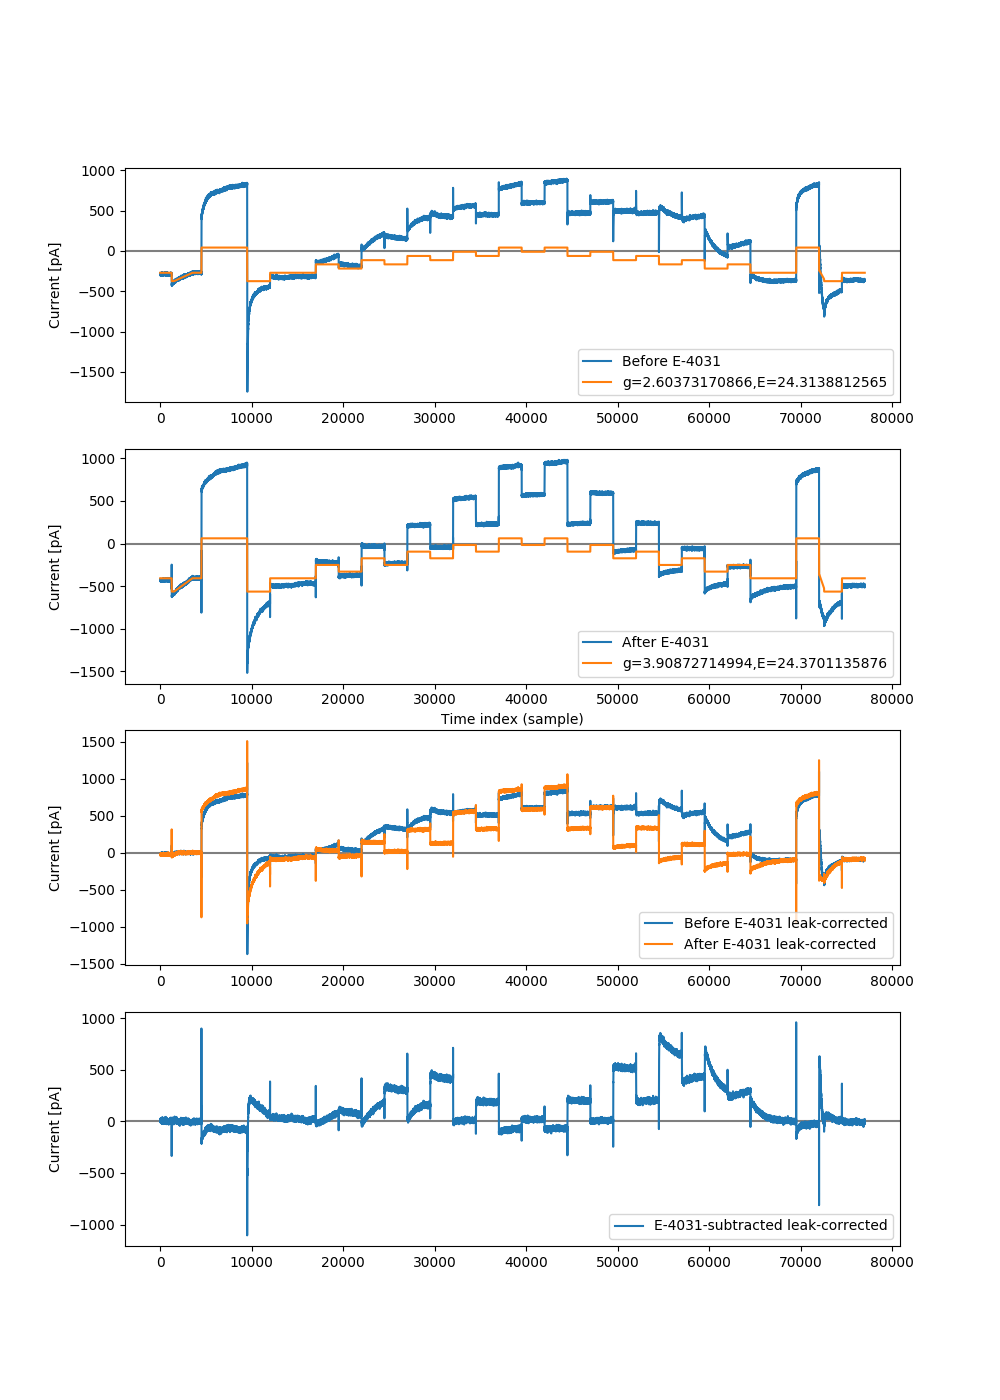 1000
500
0
−500
−1000
−1500
Current [pA]
Before E-4031
g=2.60373170866,E=24.3138812565
0 10000 20000 30000 40000 50000 60000 70000 80000
1000
500
0
−500
−1000
−1500
Current [pA]
After E-4031
g=3.90872714994,E=24.3701135876
0 10000 20000 30000 40000 50000 60000 70000 80000
Time index (sample)
1500
1000
500
0
−500
−1000
−1500
Current [pA]
Before E-4031 leak-corrected
After E-4031 leak-corrected
0 10000 20000 30000 40000 50000 60000 70000 80000
1000
500
0
−500
−1000
Current [pA]
E-4031-subtracted leak-corrected
0 10000 20000 30000 40000 50000 60000 70000 80000